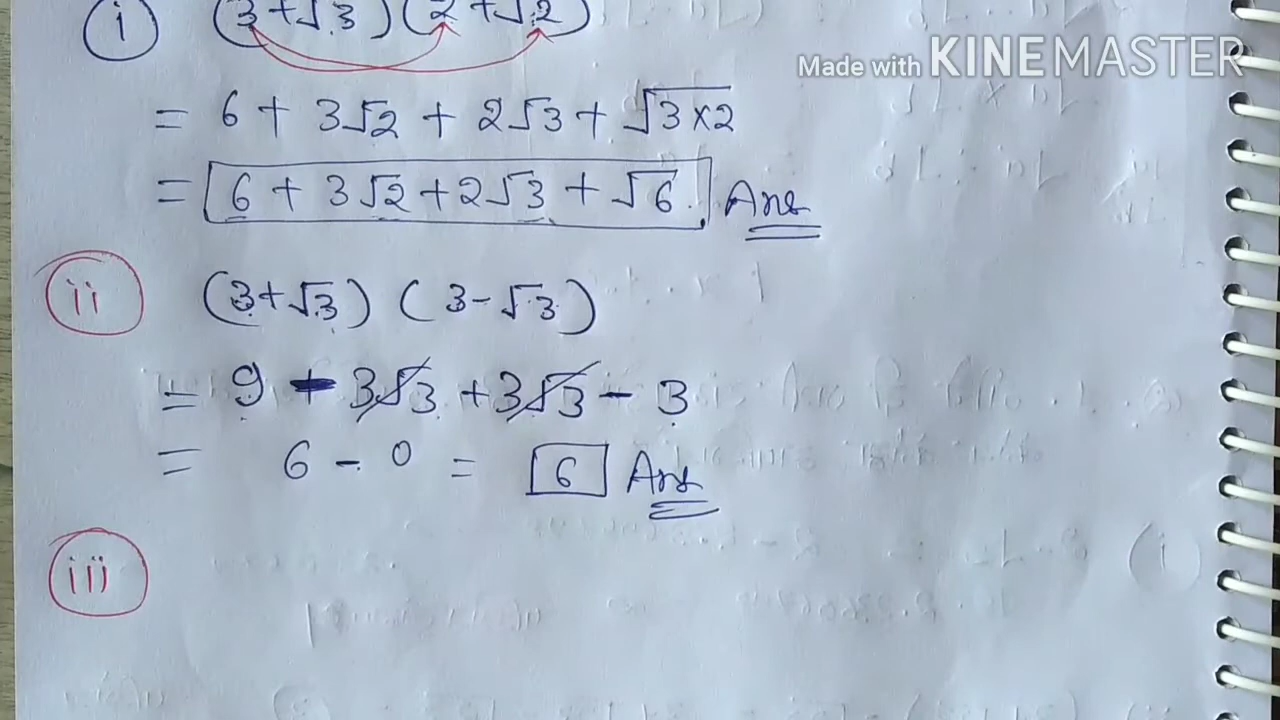 i (3+√3)(2+√2)
Made with KINEMASTER
= 6 + 3√2 + 2√3 + √3×2
= 6 + 3√2 + 2√3 + √6 Ans
ii (3+√3) (3-√3)
= 9 - 3√3 + 3√3 - 3
= 6 - 0 = 6 Ans
iii